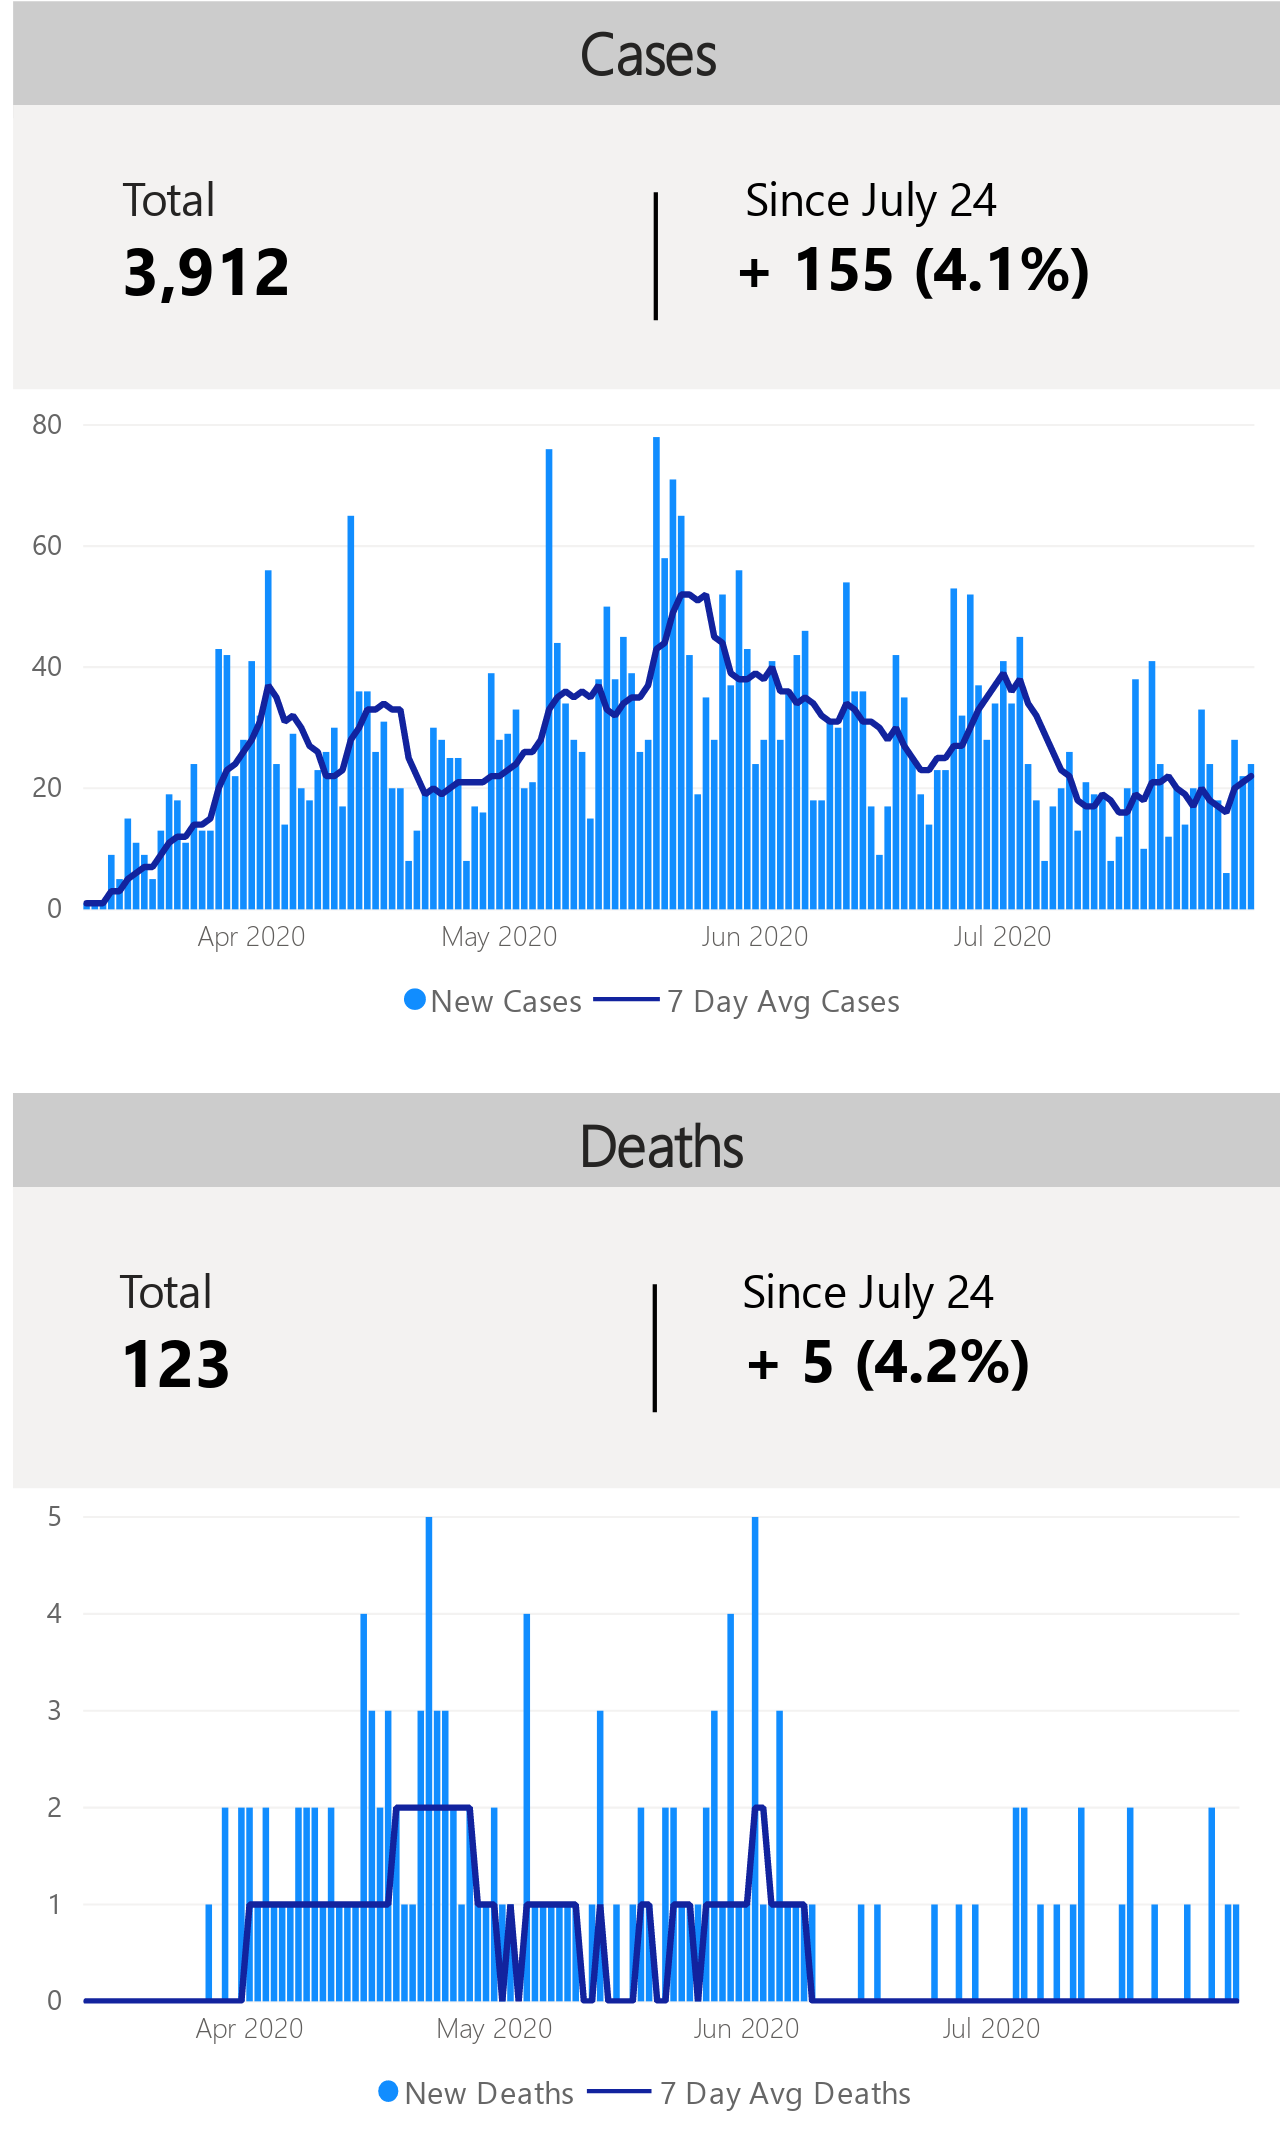 Cases
Total
Since July 24
3,912
+ 155 (4.1%)
80
60
40
20
0
Apr 2020
May 2020
Jun 2020
Jul 2020
New Cases
7 Day Avg Cases
Deaths
Total
Since July 24
123
+ 5 (4.2%)
5
4
3
2
1
0
Apr 2020
May 2020
Jun 2020
Jul 2020
New Deaths
7 Day Avg Deaths